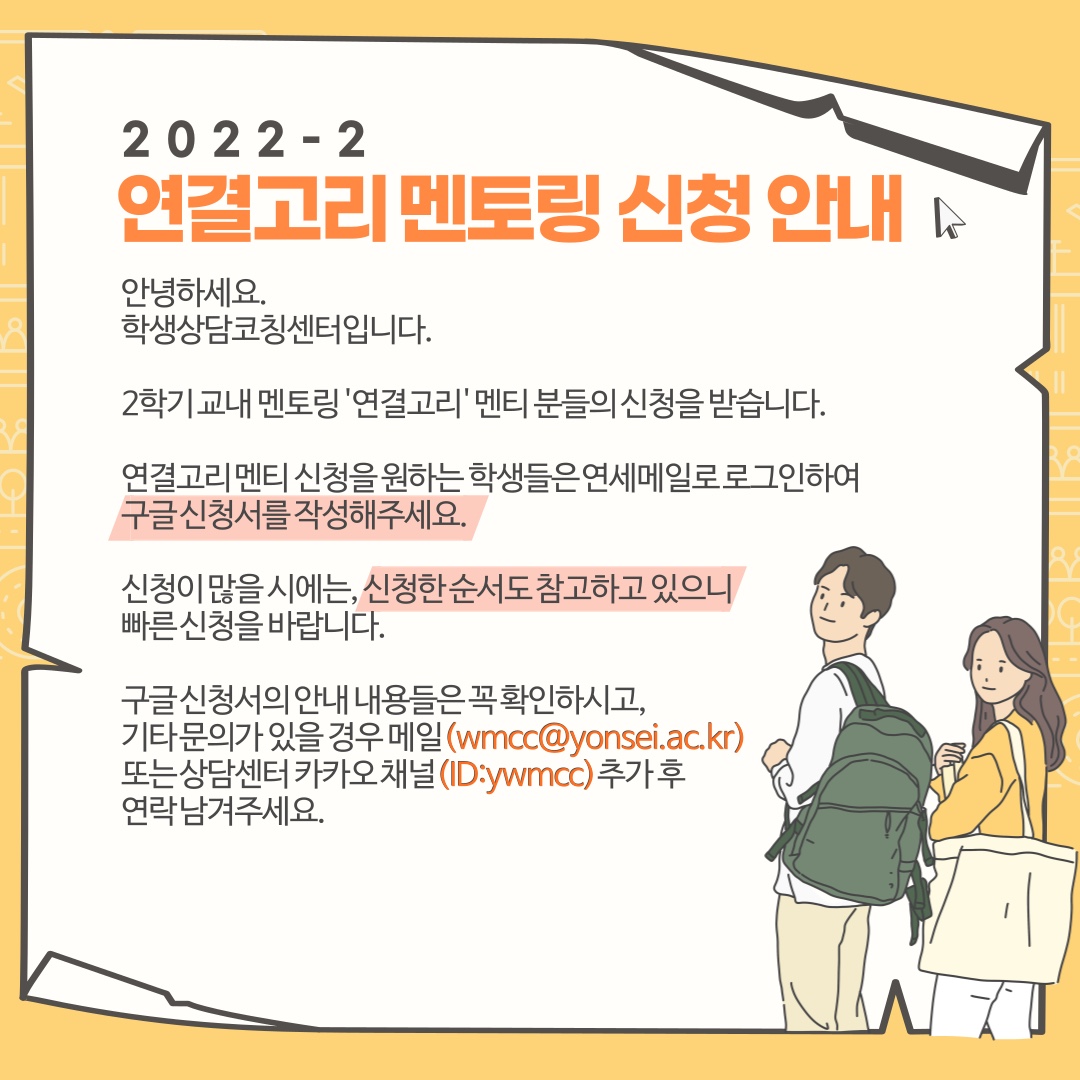 2022-2
연결고리 멘토링 신청 안내
안녕하세요.
학생상담코칭센터입니다.
2학기 교내 멘토링 '연결고리' 멘티 분들의 신청을 받습니다.
연결고리 멘티 신청을 원하는 학생들은 연세메일로 로그인하여
구글 신청서를 작성해주세요.
신청이 많을 시에는, 신청한 순서도 참고하고 있으니
빠른 신청을 바랍니다.
구글 신청서의 안내 내용들은 꼭 확인하시고,
기타 문의가 있을 경우 메일 (wmcc@yonsei.ac.kr)
또는 상담센터 카카오 채널 (ID:ywmcc) 추가 후
연락 남겨주세요.